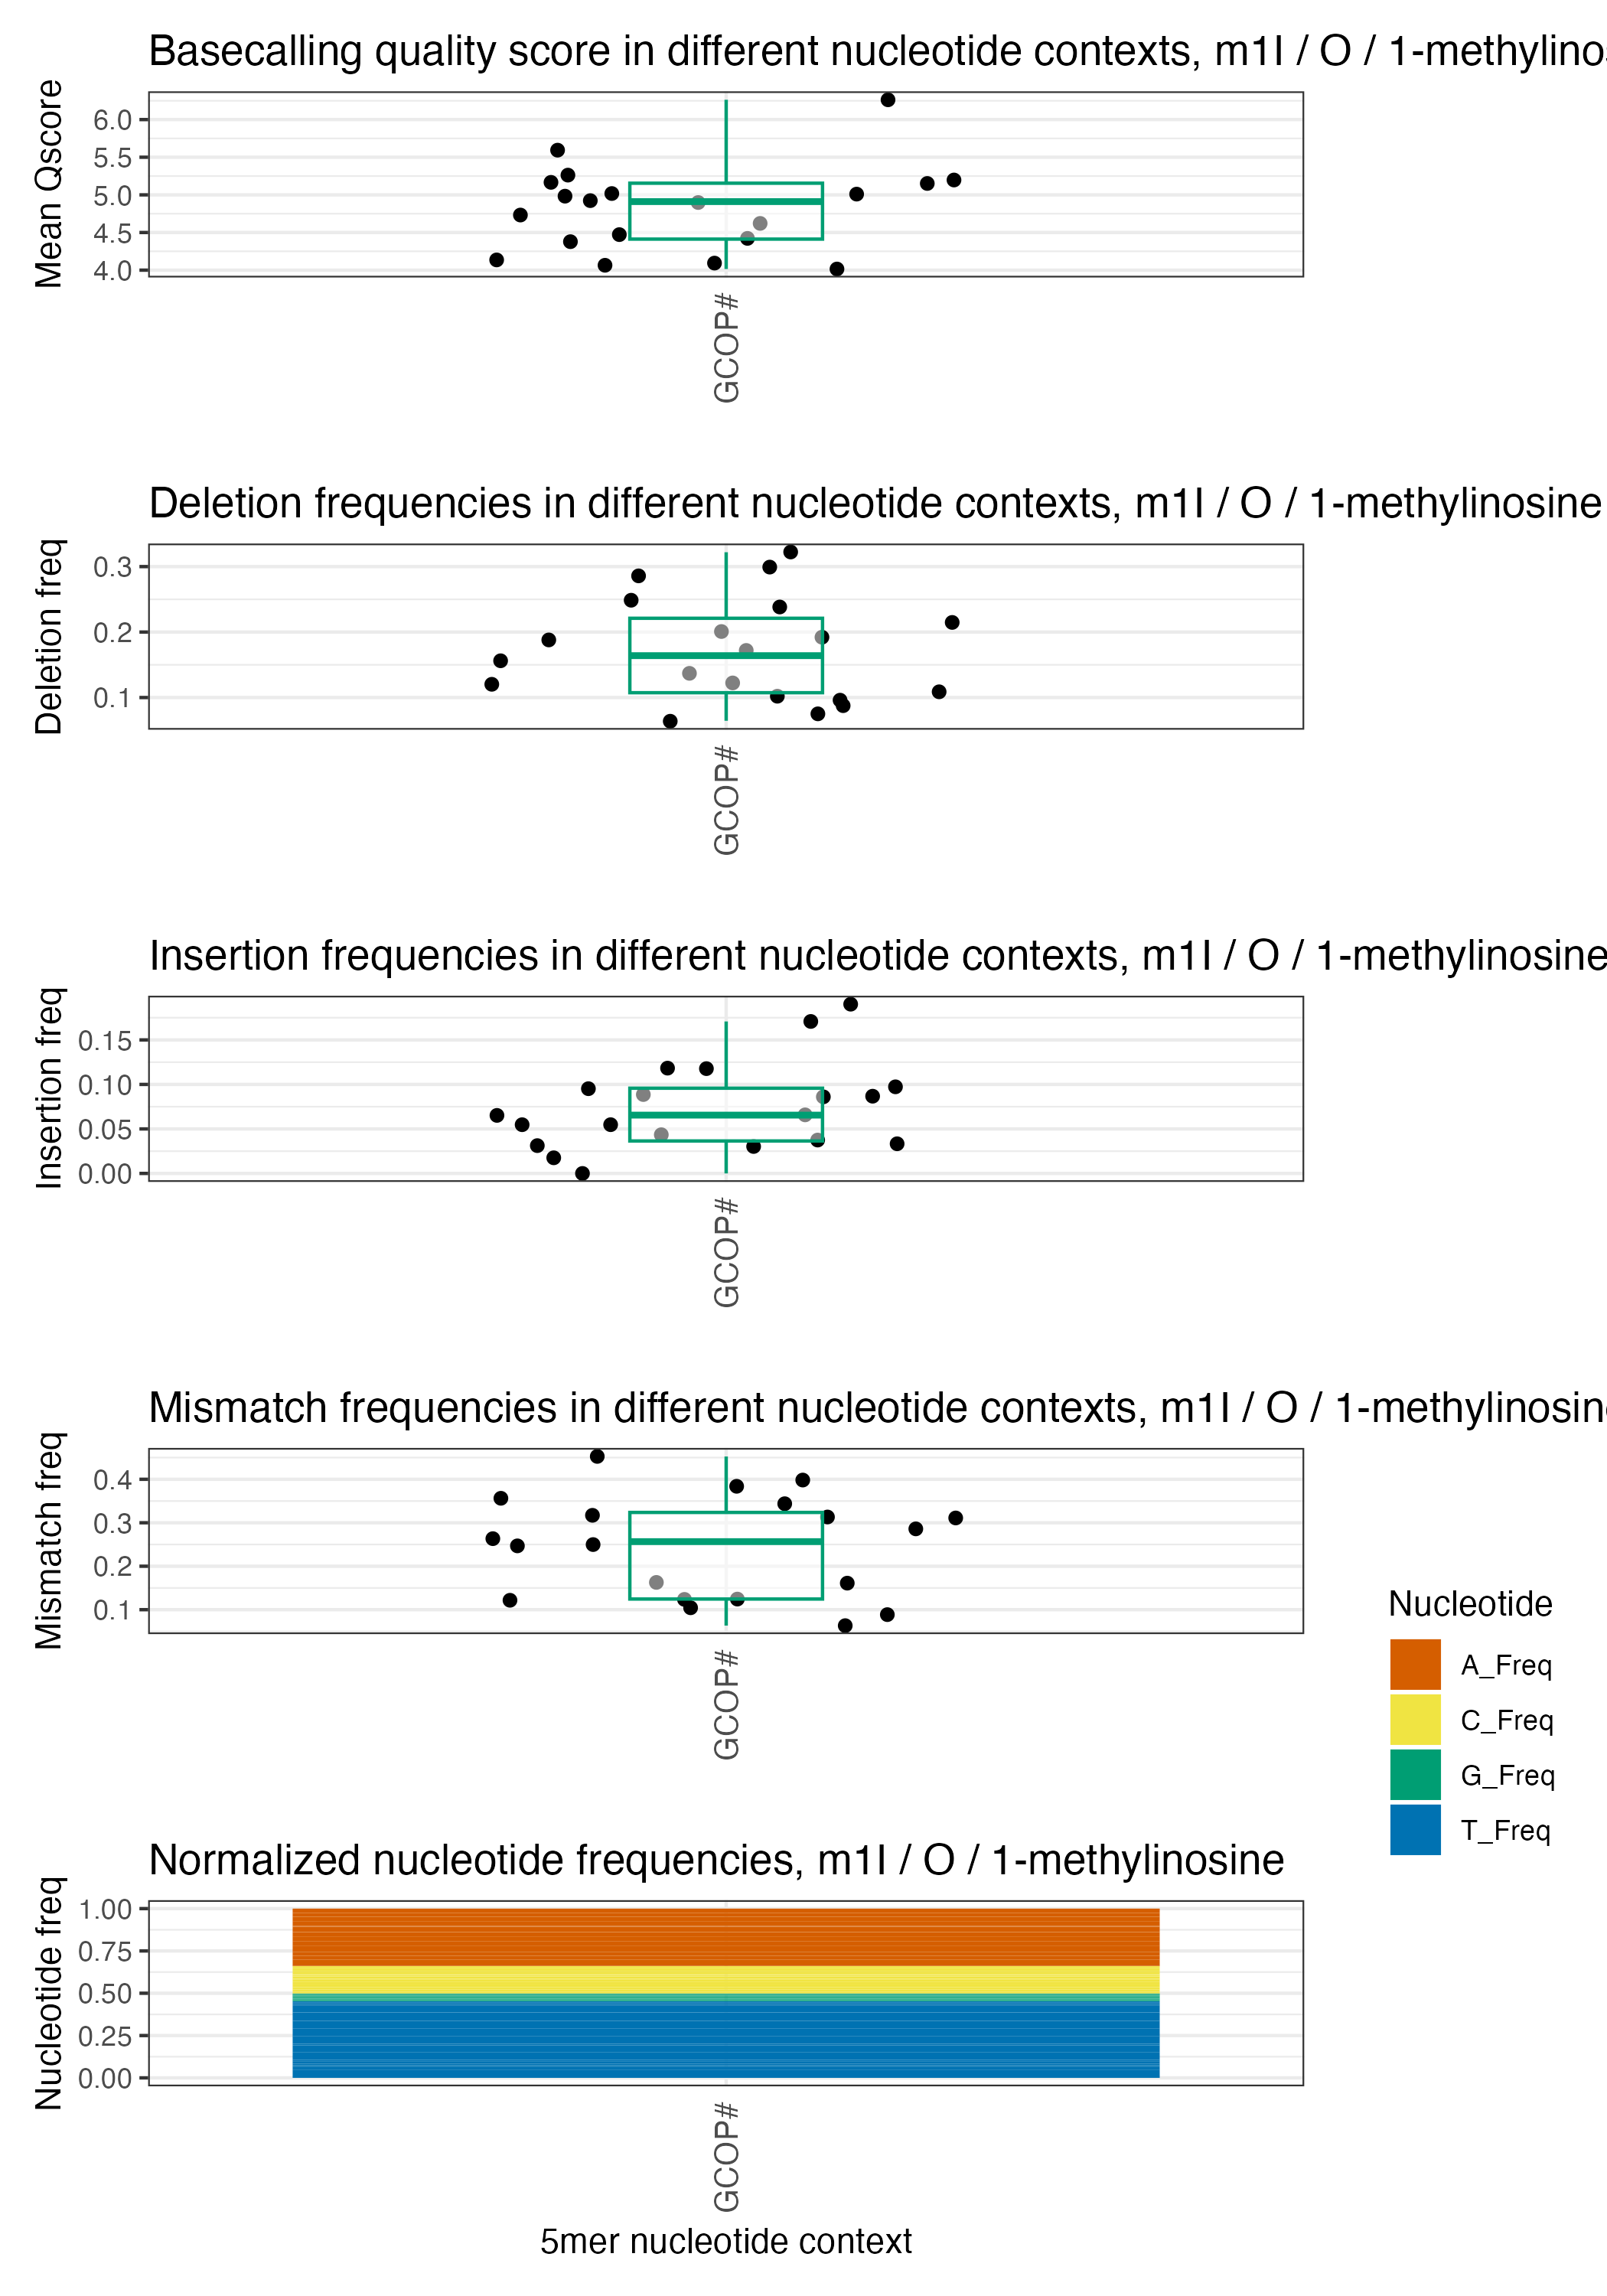 Basecalling quality score in different nucleotide contexts, m1I / O / 1-methylino
Mean Qscore
6.0
5.5
5.0
4.5
4.0
GCOP#
Deletion frequencies in different nucleotide contexts, m1I / O / 1-methylinosine
Deletion freq
0.3
0.2
0.1
GCOP#
Insertion frequencies in different nucleotide contexts, m1I / O / 1-methylinosine
Insertion freq
0.15
0.10
0.05
0.00
GCOP#
Mismatch frequencies in different nucleotide contexts, m1I / O / 1-methylinosin
Mismatch freq
0.4
0.3
0.2
0.1
GCOP#
Nucleotide
A_Freq
C_Freq
G_Freq
T_Freq
Normalized nucleotide frequencies, m1I / O / 1-methylinosine
Nucleotide freq
1.00
0.75
0.50
0.25
0.00
GCOP#
5mer nucleotide context